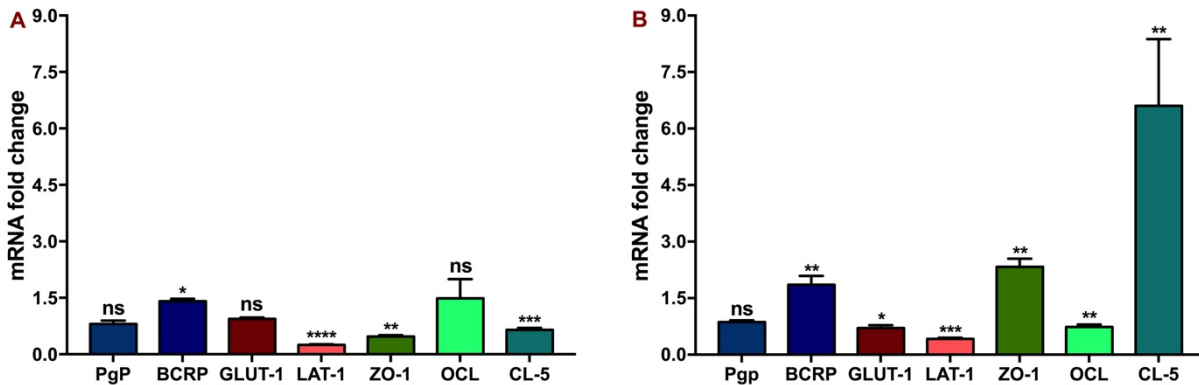 A
mRNA fold change
9.0
7.5
6.0
4.5
3.0
1.5
0.0
ns
*
ns
****
**
ns
***
PgP BCRP GLUT-1 LAT-1 ZO-1 OCL CL-5
B
mRNA fold change
9.0
7.5
6.0
4.5
3.0
1.5
0.0
ns
**
*
***
**
**
**
Pgp BCRP GLUT-1 LAT-1 ZO-1 OCL CL-5